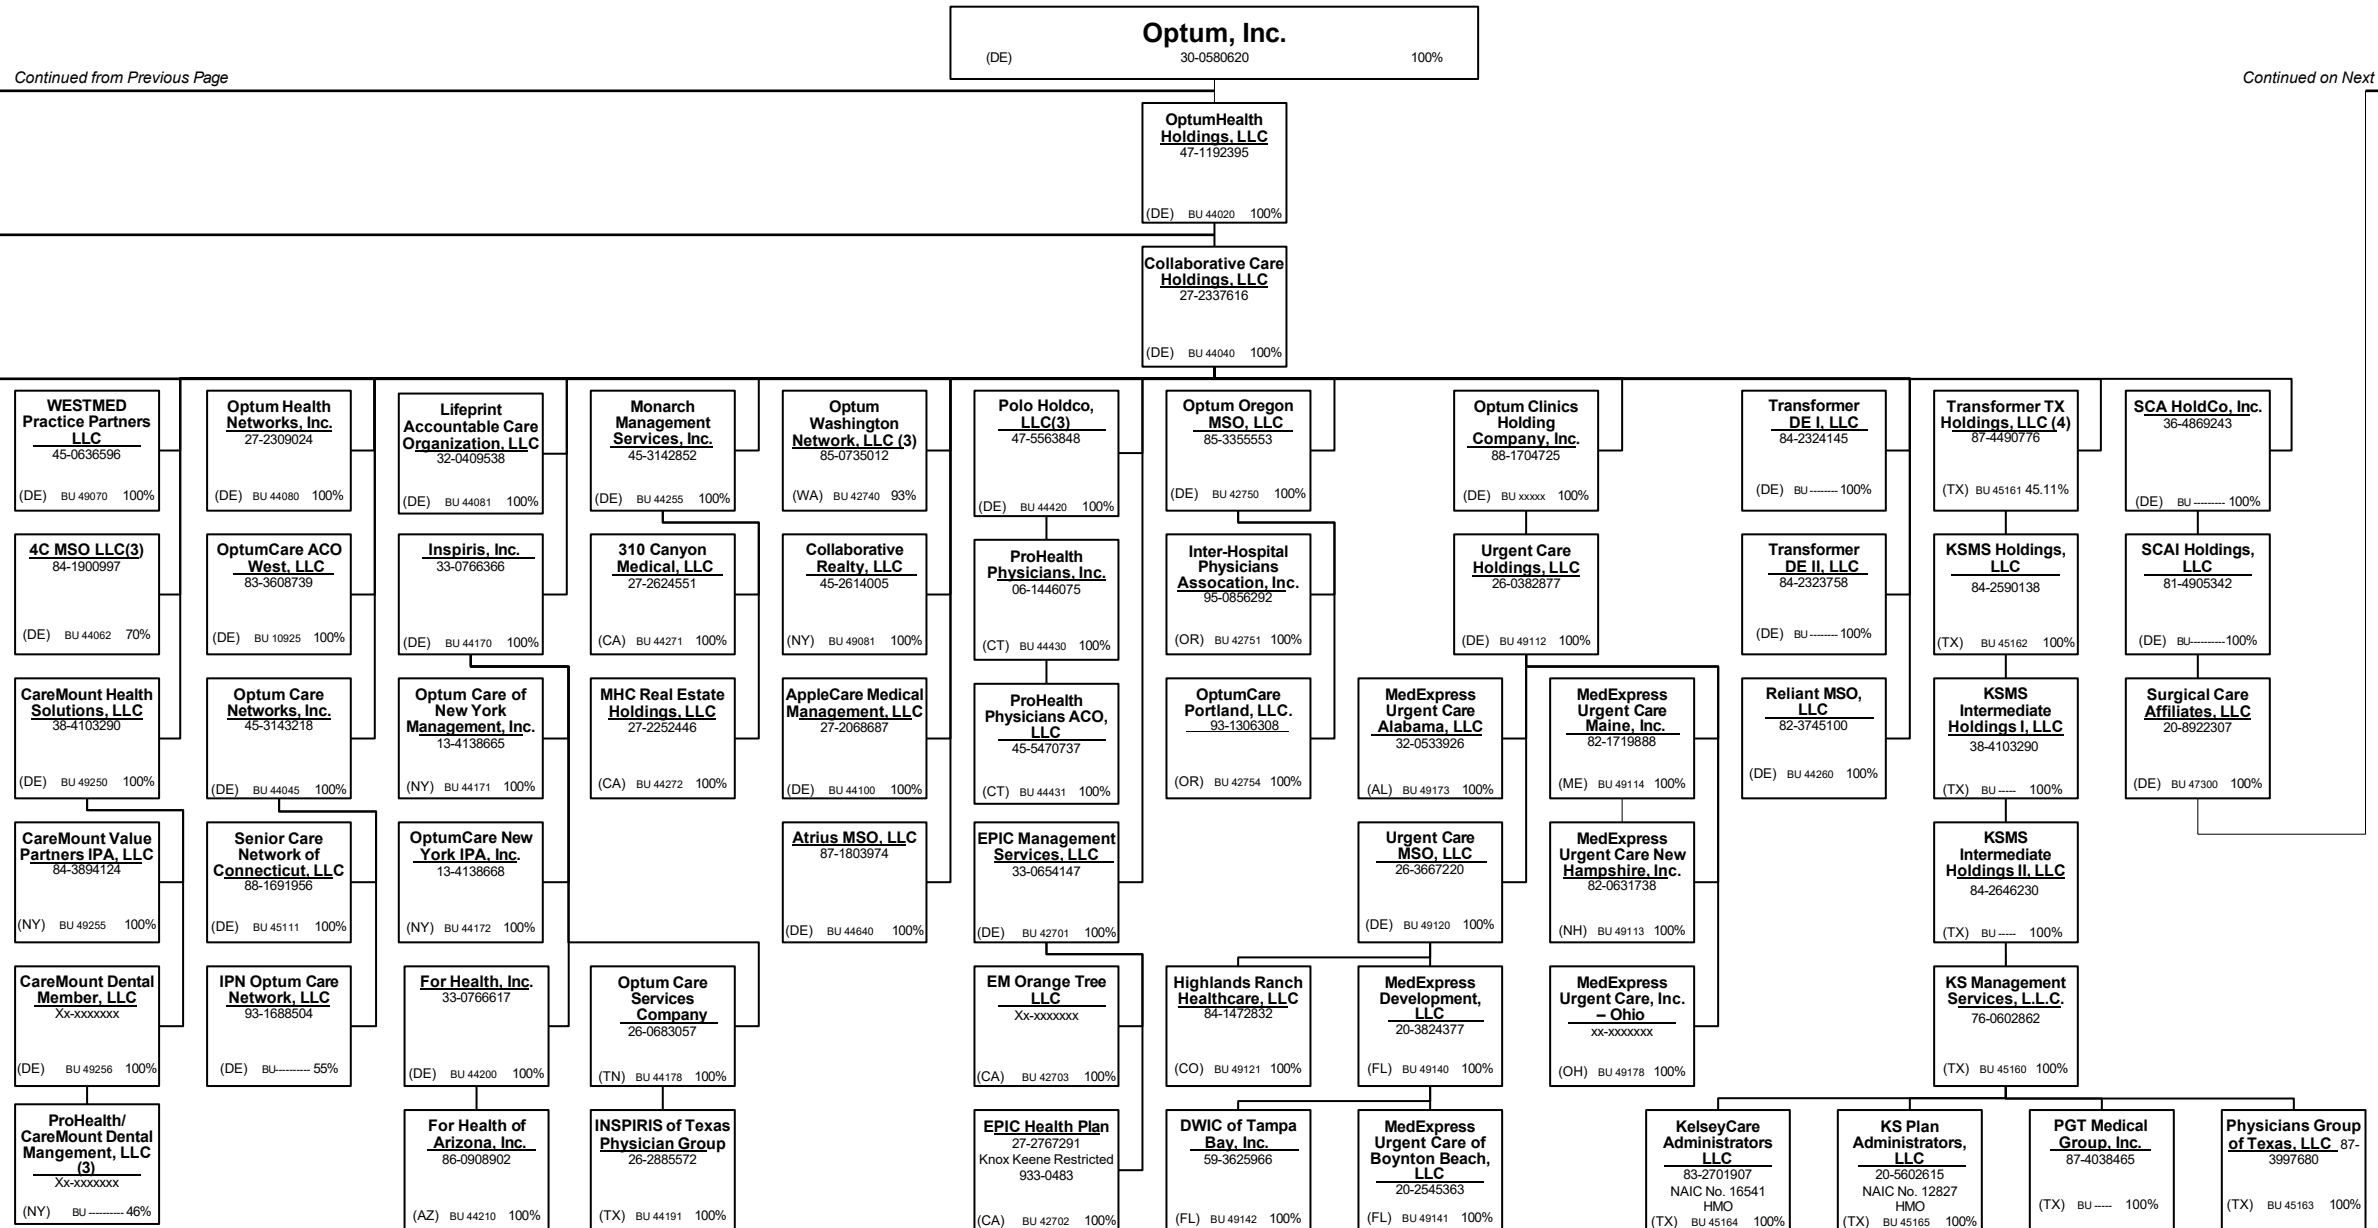 Optum, Inc.
(DE) 30-0580620 100%
Continued from Previous Page
Continued on Next
OptumHealth
Holdings, LLC
47-1192395
(DE) BU 44020 100%
Collaborative Care
Holdings, LLC
27-2337616
(DE) BU 44040 100%
WESTMED
Practice Partners
LLC
45-0636596
(DE) BU 49070 100%
Optum Health
Networks, Inc.
27-2309024
(DE) BU 44080 100%
Lifeprint
Accountable Care
Organization, LLC
32-0409538
(DE) BU 44081 100%
Monarch
Management
Services, Inc.
45-3142852
(DE) BU 44255 100%
Optum
Washington
Network, LLC (3)
85-0735012
(WA) BU 42740 93%
Polo Holdco,
LLC(3)
47-5563848
(DE) BU 44420 100%
Optum Oregon
MSO, LLC
85-3355553
(DE) BU 42750 100%
Optum Clinics
Holding
Company, Inc.
88-1704725
(DE) BU xxxxx 100%
Transformer
DE I, LLC
84-2324145
(DE) BU -------- 100%
Transformer TX
Holdings, LLC (4)
87-4490776
(TX) BU 45161 45.11%
SCA HoldCo, Inc.
36-4869243
(DE) BU --------- 100%
4C MSO LLC(3)
84-1900997
(DE) BU 44062 70%
OptumCare ACO
West, LLC
83-3608739
(DE) BU 10925 100%
Inspiris, Inc.
33-0766366
(DE) BU 44170 100%
310 Canyon
Medical, LLC
27-2624551
(CA) BU 44271 100%
Collaborative
Realty, LLC
45-2614005
(NY) BU 49081 100%
ProHealth
Physicians, Inc.
06-1446075
(CT) BU 44430 100%
Inter-Hospital
Physicians
Assocation, Inc.
95-0856292
(OR) BU 42751 100%
Urgent Care
Holdings, LLC
26-0382877
(DE) BU 49112 100%
Transformer
DE II, LLC
84-2323758
(DE) BU -------- 100%
KSMS Holdings,
LLC
84-2590138
(TX) BU 45162 100%
SCAI Holdings,
LLC
81-4905342
(DE) BU---------- 100%
CareMount Health
Solutions, LLC
38-4103290
(DE) BU 49250 100%
Optum Care
Networks, Inc.
45-3143218
(DE) BU 44045 100%
Optum Care of
New York
Management, Inc.
13-4138665
(NY) BU 44171 100%
MHC Real Estate
Holdings, LLC
27-2252446
(CA) BU 44272 100%
AppleCare Medical
Management, LLC
27-2068687
(DE) BU 44100 100%
ProHealth
Physicians ACO,
LLC
45-5470737
(CT) BU 44431 100%
OptumCare
Portland, LLC.
93-1306308
(OR) BU 42754 100%
MedExpress
Urgent Care
Alabama, LLC
32-0533926
(AL) BU 49173 100%
MedExpress
Urgent Care
Maine, Inc.
82-1719888
(ME) BU 49114 100%
Reliant MSO,
LLC
82-3745100
(DE) BU 44260 100%
KSMS
Intermediate
Holdings I, LLC
38-4103290
(TX) BU ----- 100%
Surgical Care
Affiliates, LLC
20-8922307
(DE) BU 47300 100%
CareMount Value
Partners IPA, LLC
84-3894124
(NY) BU 49255 100%
Senior Care
Network of
Connecticut, LLC
88-1691956
(DE) BU 45111 100%
OptumCare New
York IPA, Inc.
13-4138668
(NY) BU 44172 100%
Atrius MSO, LLC
87-1803974
(DE) BU 44640 100%
EPIC Management
Services, LLC
33-0654147
(DE) BU 42701 100%
Urgent Care
MSO, LLC
26-3667220
(DE) BU 49120 100%
MedExpress
Urgent Care New
Hampshire, Inc.
82-0631738
(NH) BU 49113 100%
KSMS
Intermediate
Holdings II, LLC
84-2646230
(TX) BU ----- 100%
CareMount Dental
Member, LLC
Xx-xxxxxxx
(DE) BU 49256 100%
IPN Optum Care
Network, LLC
93-1688504
(DE) BU---------- 55%
For Health, Inc.
33-0766617
(DE) BU 44200 100%
Optum Care
Services
Company
26-0683057
(TN) BU 44178 100%
EM Orange Tree
LLC
Xx-xxxxxxx
(CA) BU 42703 100%
Highlands Ranch
Healthcare, LLC
84-1472832
(CO) BU 49121 100%
MedExpress
Development,
LLC
20-3824377
(FL) BU 49140 100%
MedExpress
Urgent Care, Inc.
– Ohio
xx-xxxxxxx
(OH) BU 49178 100%
KS Management
Services, L.L.C.
76-0602862
(TX) BU 45160 100%
ProHealth/
CareMount Dental
Mangement, LLC
(3)
Xx-xxxxxxx
(NY) BU ---------- 46%
For Health of
Arizona, Inc.
86-0908902
(AZ) BU 44210 100%
INSPIRIS of Texas
Physician Group
26-2885572
(TX) BU 44191 100%
EPIC Health Plan
27-2767291
Knox Keene Restricted
933-0483
(CA) BU 42702 100%
DWIC of Tampa
Bay, Inc.
59-3625966
(FL) BU 49142 100%
MedExpress
Urgent Care of
Boynton Beach,
LLC
20-2545363
(FL) BU 49141 100%
KelseyCare
Administrators
LLC
83-2701907
NAIC No. 16541
HMO
(TX) BU 45164 100%
KS Plan
Administrators,
LLC
20-5602615
NAIC No. 12827
HMO
(TX) BU 45165 100%
PGT Medical
Group, Inc.
87-4038465
(TX) BU ----- 100%
Physicians Group
of Texas, LLC 87-
3997680
(TX) BU 45163 100%